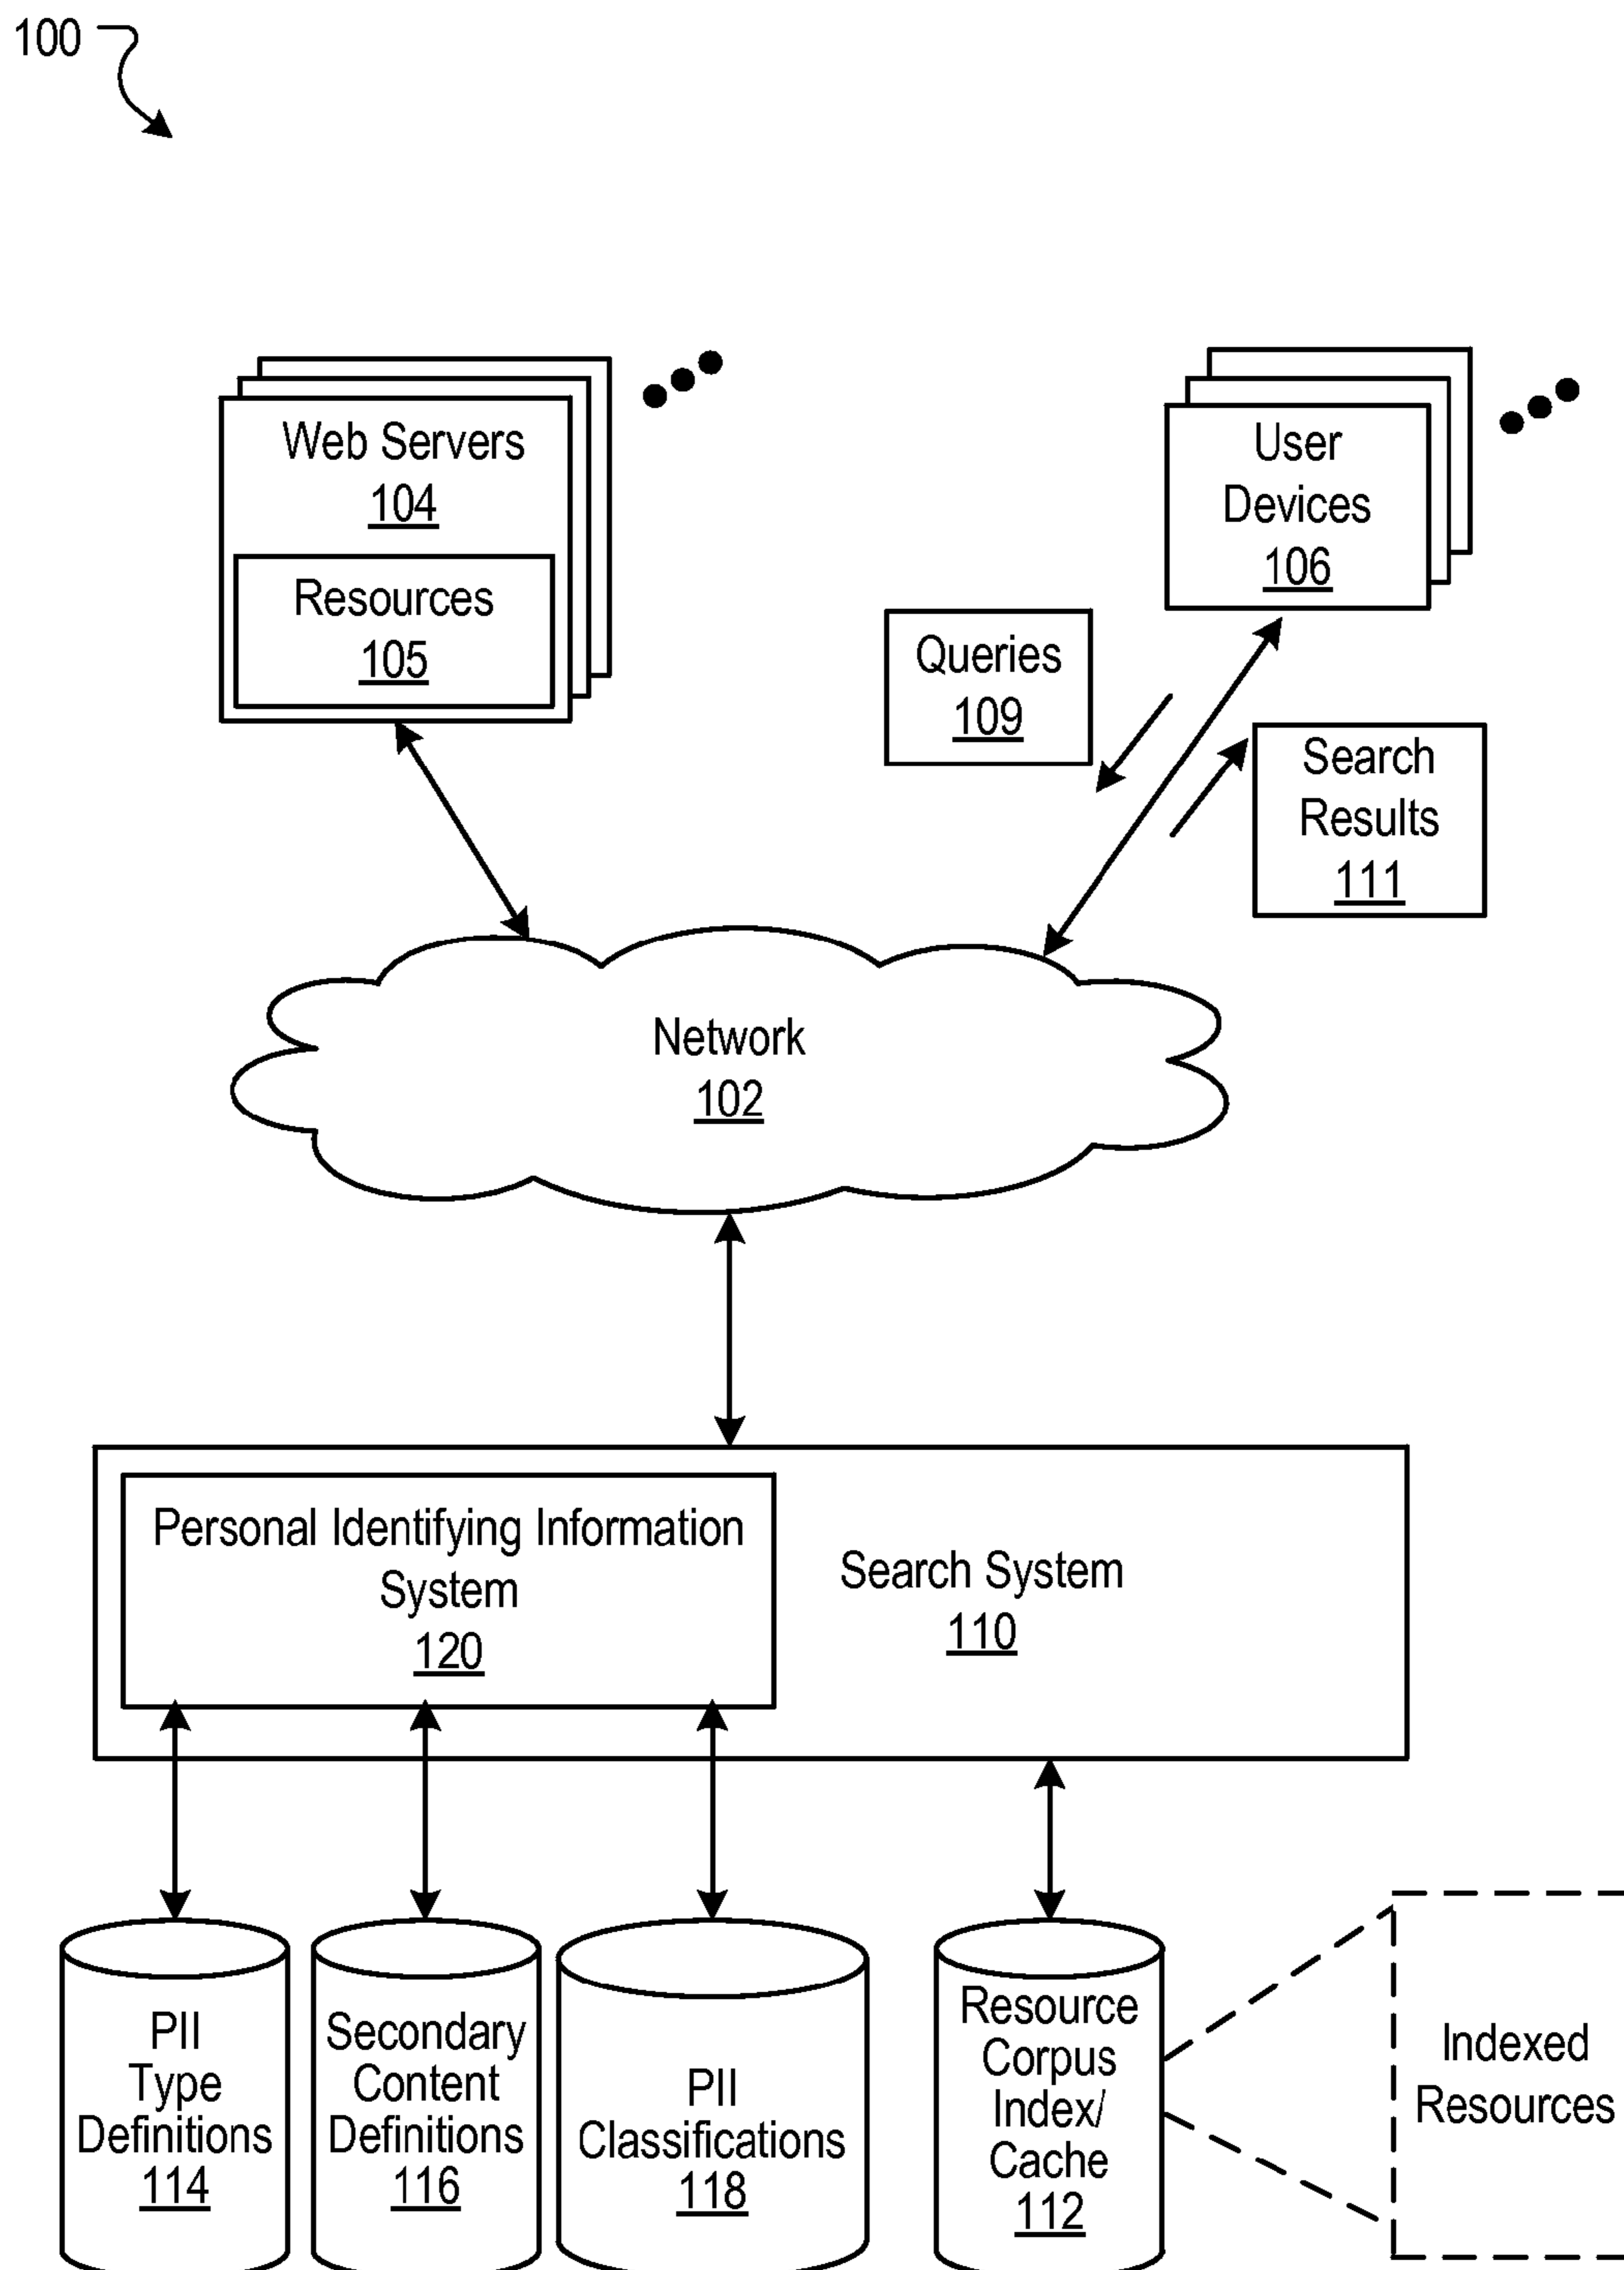 100
Web Servers
104
Resources
105
User
Devices
106
Queries
109
Search
Results
111
Network
102
Personal Identifying Information
System
120
Search System
110
PII
Type
Definitions
114
Secondary
Content
Definitions
116
PII
Classifications
118
Resource
Corpus
Index/
Cache
112
Indexed
Resources